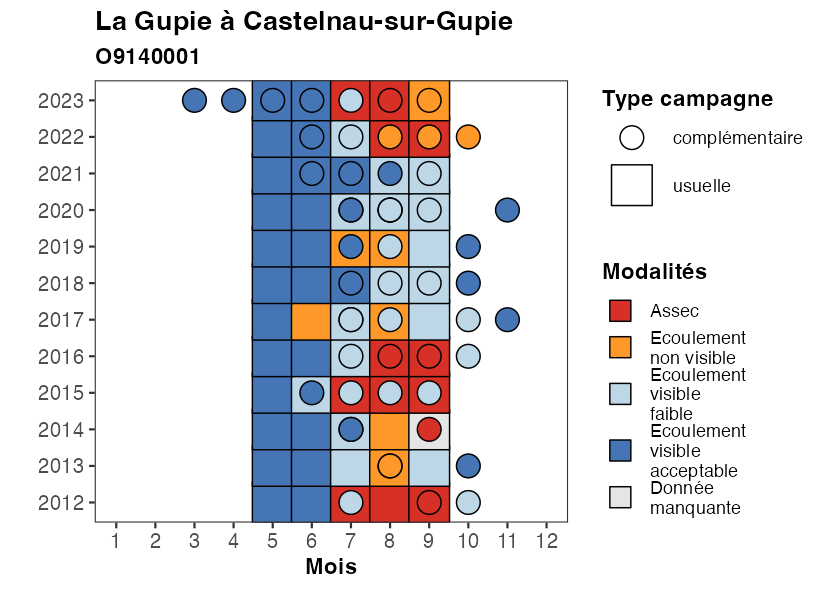 La Gupie à Castelnau-sur-Gupie
O9140001
2023
2022
2021
2020
2019
2018
2017
2016
2015
2014
2013
2012
1 2 3 4 5 6 7 8 9 10 11 12
Mois
Type campagne
complémentaire
usuelle
Modalités
Assec
Ecoulement
non visible
Ecoulement
visible
faible
Ecoulement
visible
acceptable
Donnée
manquante